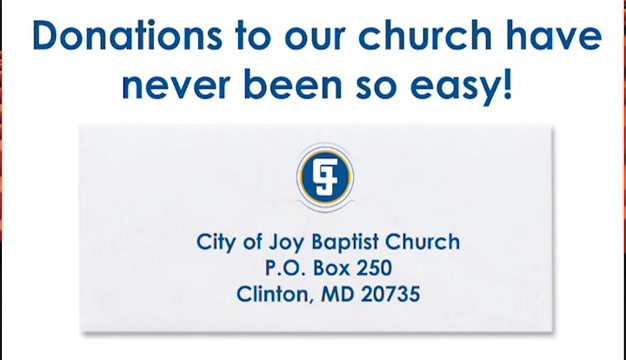 Donations to our church have
never been so easy!
City of Joy Baptist Church
P.O. Box 250
Clinton, MD 20735